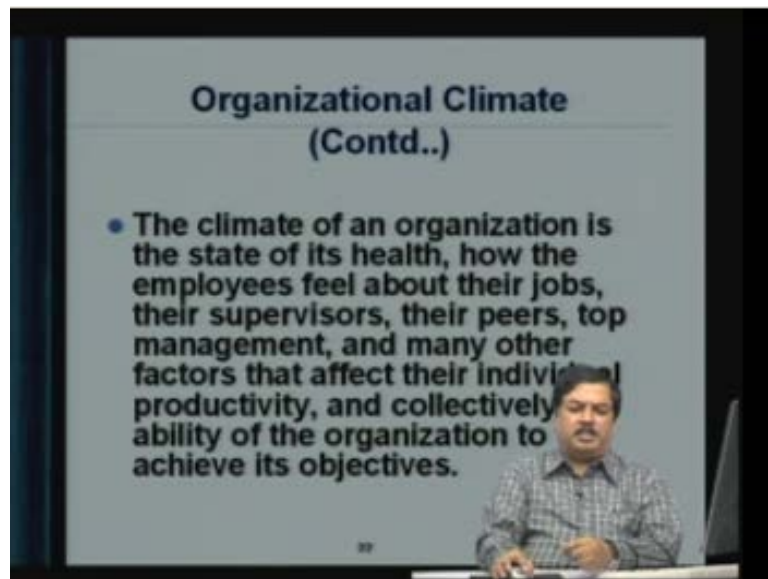 Organizational Climate
(Contd..)
• The climate of an organization is
the state of its health, how the
employees feel about their jobs,
their supervisors, their peers, top
management, and many other
factors that affect their individual
productivity, and collectively
ability of the organization to
achieve its objectives.